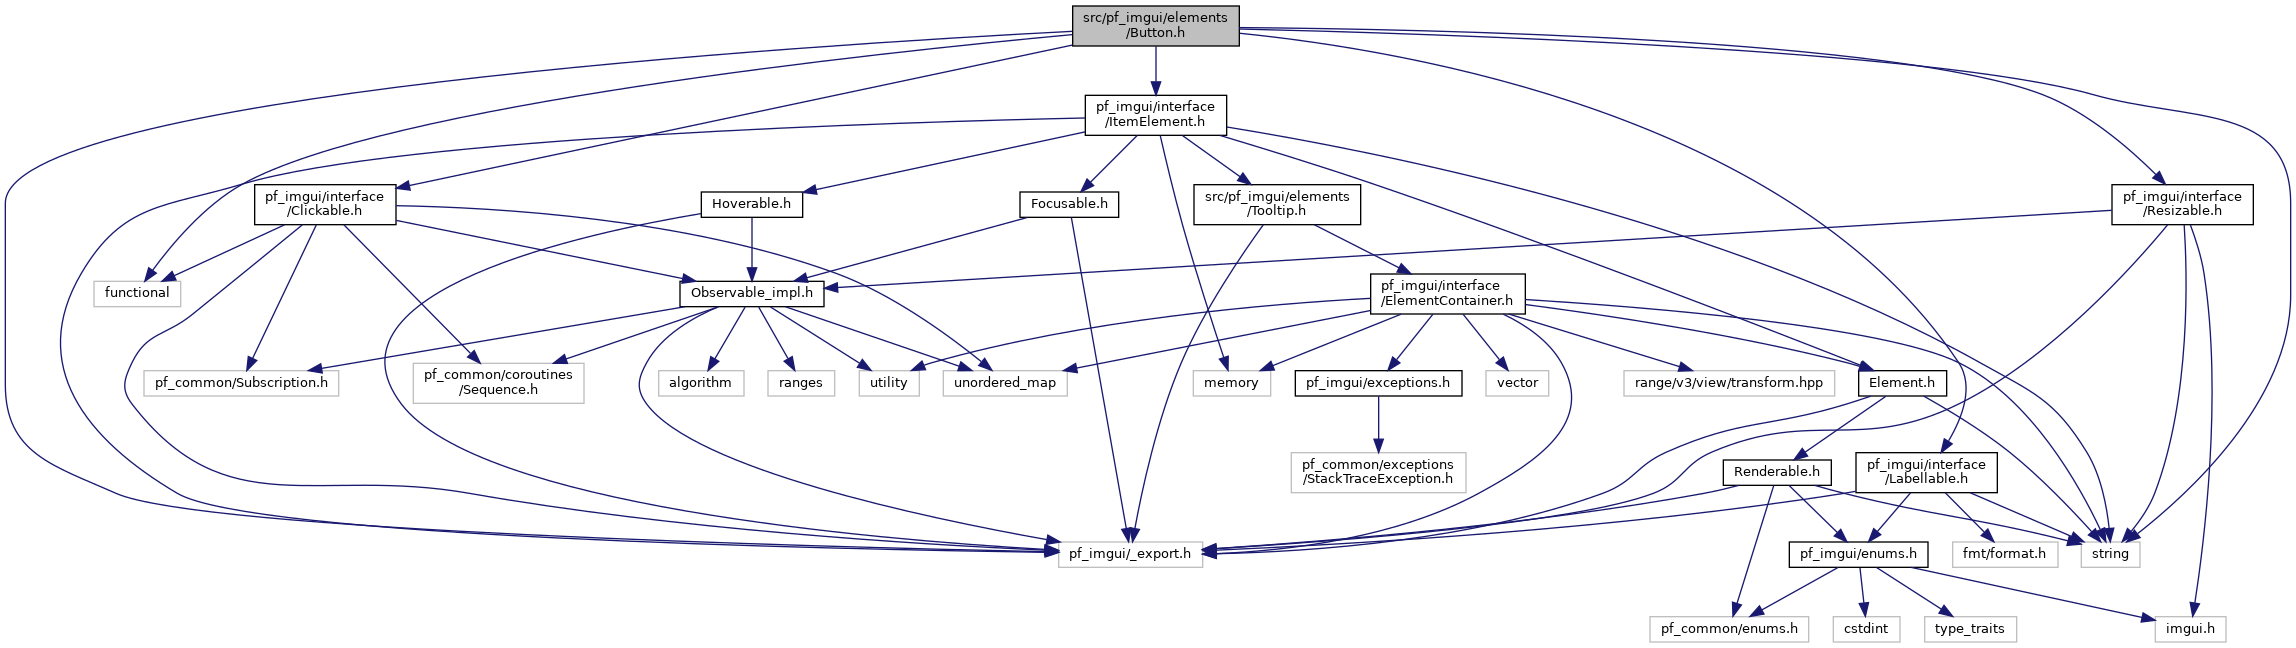 src/pf_imgui/elements
/Button.h
pf_imgui/interface
/ItemElement.h
pf_imgui/interface
/Clickable.h
Hoverable.h
Focusable.h
src/pf_imgui/elements
/Tooltip.h
pf_imgui/interface
/Resizable.h
functional
Observable_impl.h
pf_imgui/interface
/ElementContainer.h
pf_common/Subscription.h
pf_common/coroutines
/Sequence.h
algorithm
ranges
utility
unordered_map
memory
pf_imgui/exceptions.h
vector
range/v3/view/transform.hpp
Element.h
pf_common/exceptions
/StackTraceException.h
Renderable.h
pf_imgui/interface
/Labellable.h
pf_imgui/_export.h
pf_imgui/enums.h
fmt/format.h
string
pf_common/enums.h
cstdint
type_traits
imgui.h